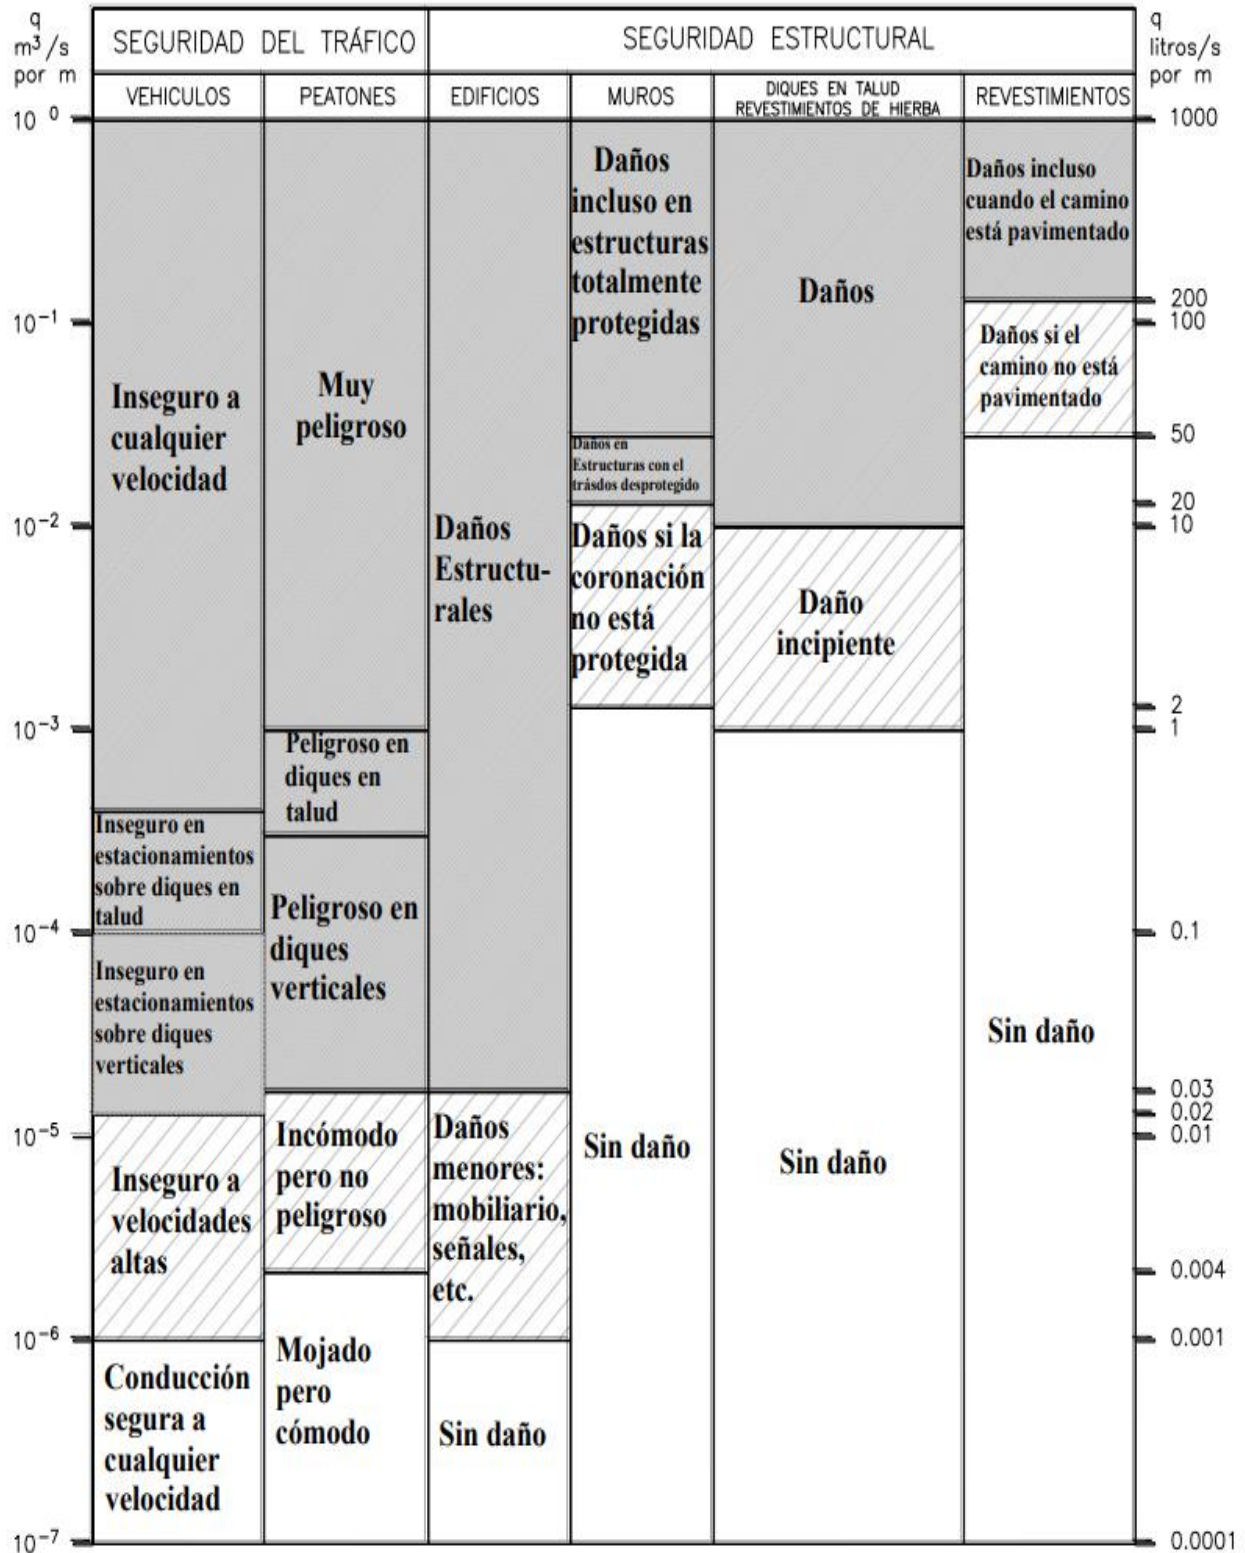 q
m³/s
por m
SEGURIDAD DEL TRÁFICO
SEGURIDAD ESTRUCTURAL
q
litros/s
por m
VEHICULOS
PEATONES
EDIFICIOS
MUROS
DIQUES EN TALUD
REVESTIMIENTOS DE HIERBA
REVESTIMIENTOS
10 ⁰
10⁻¹
10⁻²
10⁻³
10⁻⁴
10⁻⁵
10⁻⁶
10⁻⁷
Inseguro a
cualquier
velocidad
Inseguro en
estacionamientos
sobre diques en
talud
Inseguro en
estacionamientos
sobre diques
verticales
Inseguro a
velocidades
altas
Conducción
segura a
cualquier
velocidad
Muy
peligroso
Peligroso en
diques en
talud
Peligroso en
diques
verticales
Incómodo
pero no
peligroso
Mojado
pero
cómodo
Daños
Estructu-
rales
Daños
menores:
mobiliario,
señales,
etc.
Sin daño
Daños
incluso en
estructuras
totalmente
protegidas
Daños en
Estructuras con el
trásdos desprotegido
Daños si la
coronación
no está
protegida
Sin daño
Daños
Daño
incipiente
Sin daño
Daños incluso
cuando el camino
está pavimentado
Daños si el
camino no está
pavimentado
Sin daño
1000
200
100
50
20
10
2
1
0.1
0.03
0.02
0.01
0.004
0.001
0.0001